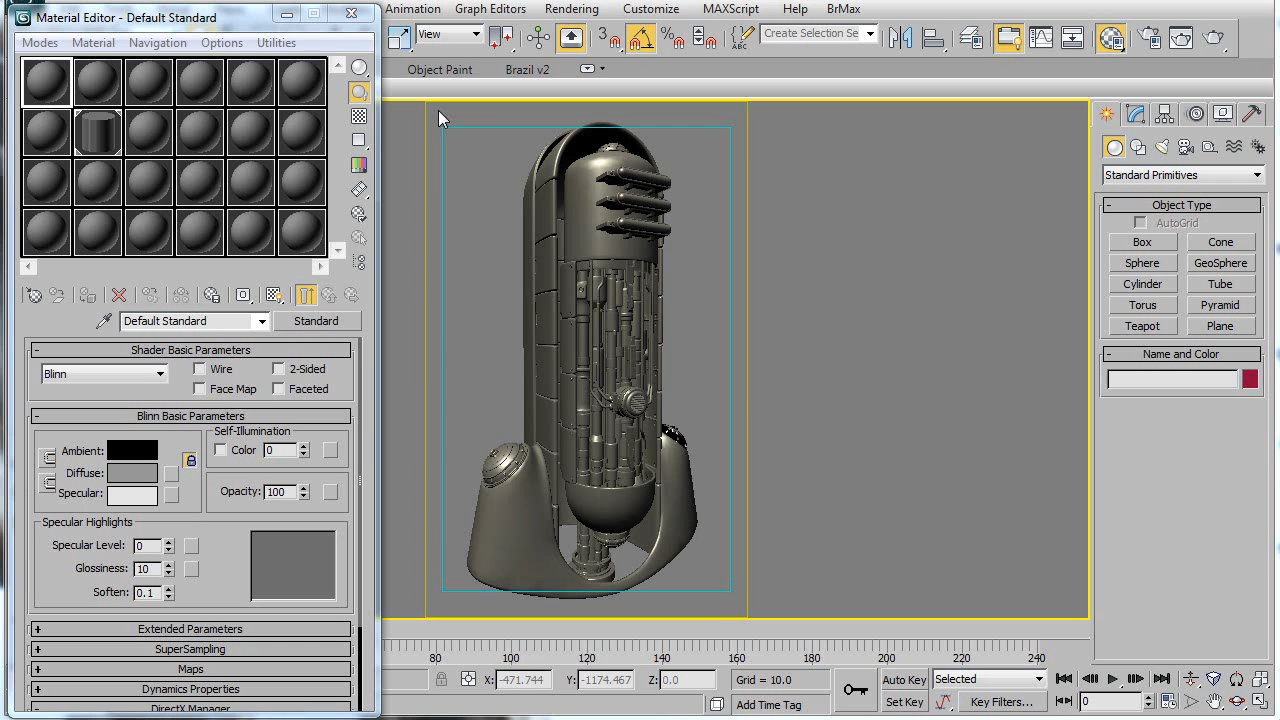 Material Editor - Default Standard
Modes Material Navigation Options Utilities
Animation Graph Editors Rendering Customize MAXScript Help BrMax
View
3
%
ABC
Create Selection Se
Object Paint Brazil v2
Default Standard
Standard
- Shader Basic Parameters
Blinn
Wire
2-Sided
Face Map
Faceted
- Blinn Basic Parameters
Ambient:
Diffuse:
Specular:
Self-Illumination
Color 0
Opacity: 100
Specular Highlights
Specular Level: 0
Glossiness: 10
Soften: 0.1
+ Extended Parameters
+ SuperSampling
+ Maps
+ Dynamics Properties
DirectX Manager
Standard Primitives
- Object Type
AutoGrid
Box Cone
Sphere GeoSphere
Cylinder Tube
Torus Pyramid
Teapot Plane
- Name and Color
80 100 120 140 160 180 200 220 240
X: -471.744 Y: -1174.467 Z: 0.0
Grid = 10.0
Add Time Tag
Auto Key Selected
Set Key Key Filters...
0